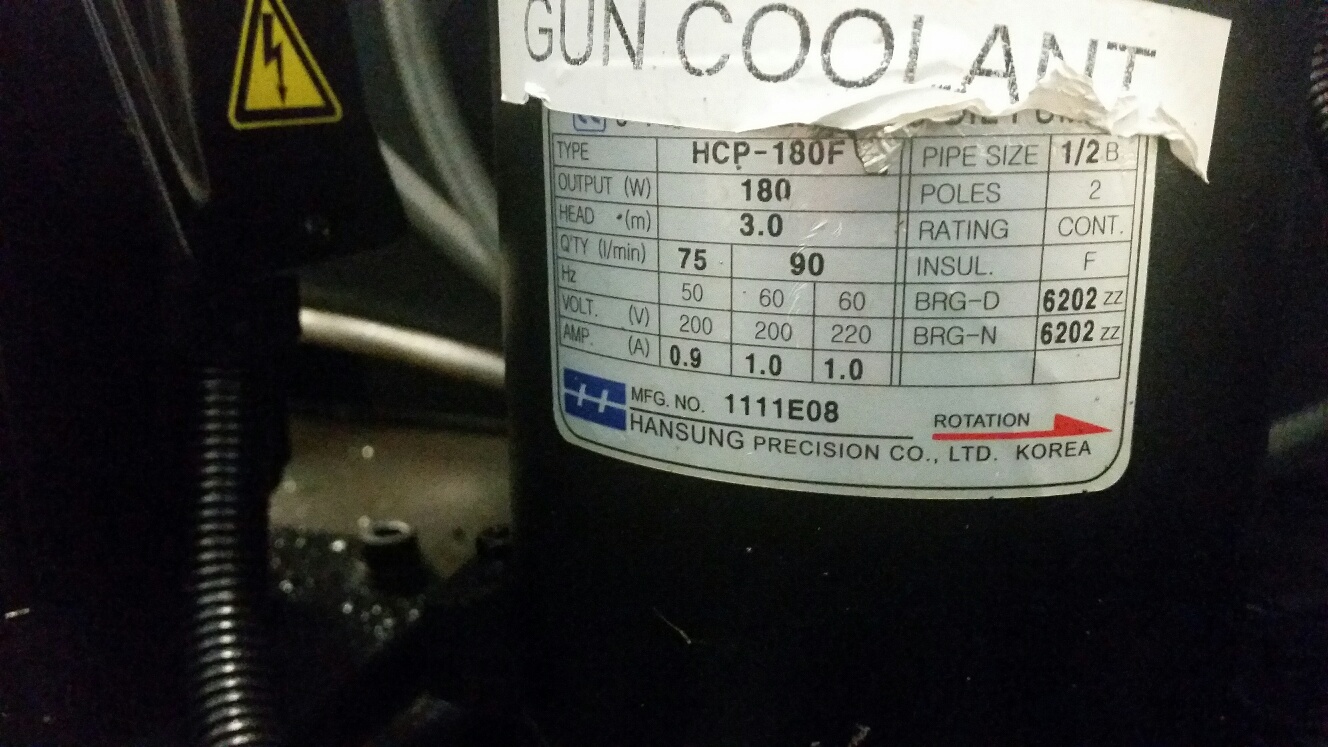 GUN COOLANT
TYPE HCP-180F PIPE SIZE 1/2 B
OUTPUT (W) 180 POLES 2
HEAD (m) 3.0 RATING CONT.
Q'TY (l/min) 75 90 INSUL. F
Hz 50 60 60 BRG-D 6202 ZZ
VOLT. (V) 200 200 220 BRG-N 6202 ZZ
AMP. (A) 0.9 1.0 1.0
MFG. NO. 1111E08 ROTATION
HANSUNG PRECISION CO., LTD. KOREA